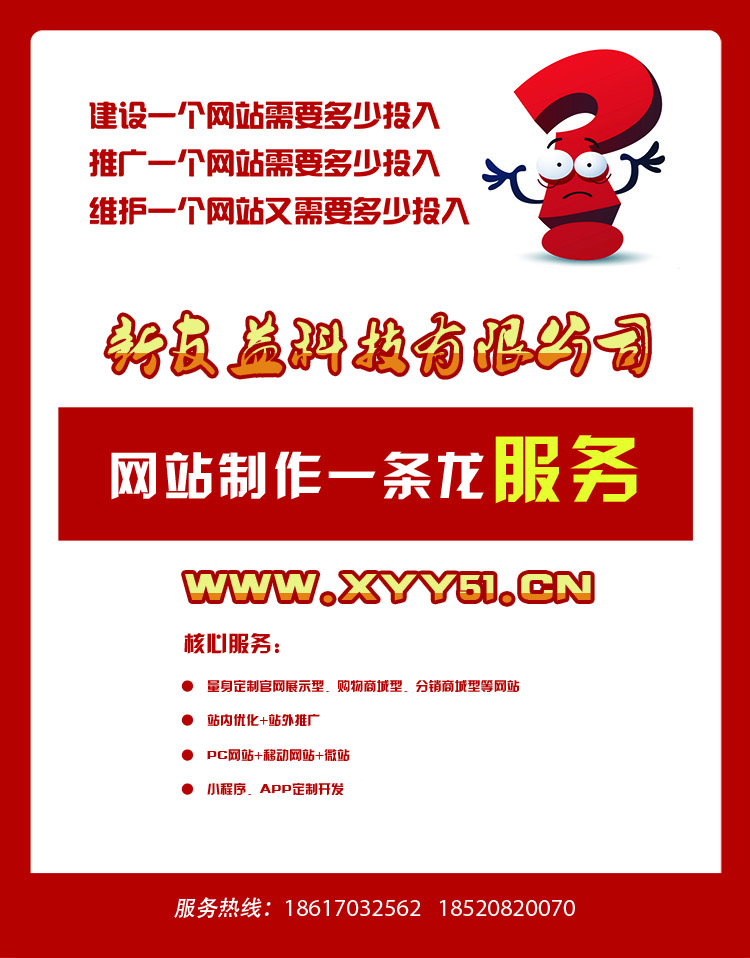 建设一个网站需要多少投入
推广一个网站需要多少投入
维护一个网站又需要多少投入
新友益科技有限公司
网站制作一条龙服务
WWW.XYY51.CN
核心服务：
● 量身定制官网展示型、购物商城型、分销商城型等网站
● 站内优化+站外推广
● PC网站+移动网站+微站
● 小程序、APP定制开发
服务热线：18617032562 18520820070